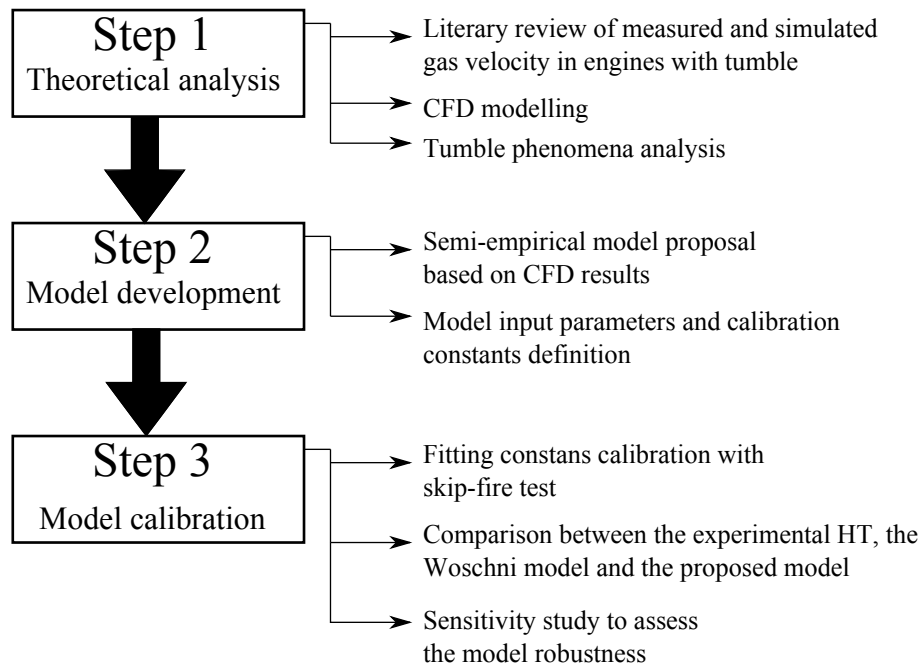 Step 1
Theoretical analysis
Literary review of measured and simulated
gas velocity in engines with tumble
CFD modelling
Tumble phenomena analysis
Step 2
Model development
Semi-empirical model proposal
based on CFD results
Model input parameters and calibration
constants definition
Step 3
Model calibration
Fitting constans calibration with
skip-fire test
Comparison between the experimental HT, the
Woschni model and the proposed model
Sensitivity study to assess
the model robustness